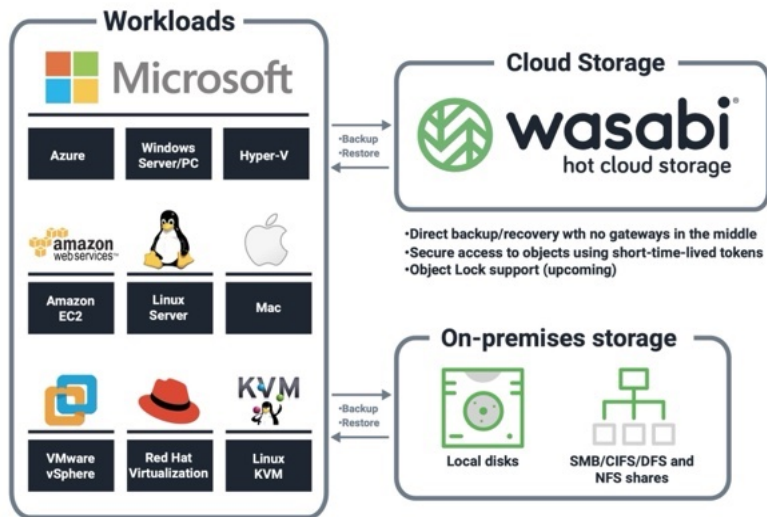 Workloads
Microsoft
Azure
Windows
Server/PC
Hyper-V
amazon
webservices™
Amazon
EC2
Linux
Server
Mac
KVM
VMware
vSphere
Red Hat
Virtualization
Linux
KVM
•Backup
•Restore
Cloud Storage
wasabi
hot cloud storage
•Direct backup/recovery wth no gateways in the middle
•Secure access to objects using short-time-lived tokens
•Object Lock support (upcoming)
•Backup
•Restore
On-premises storage
Local disks
SMB/CIFS/DFS and
NFS shares